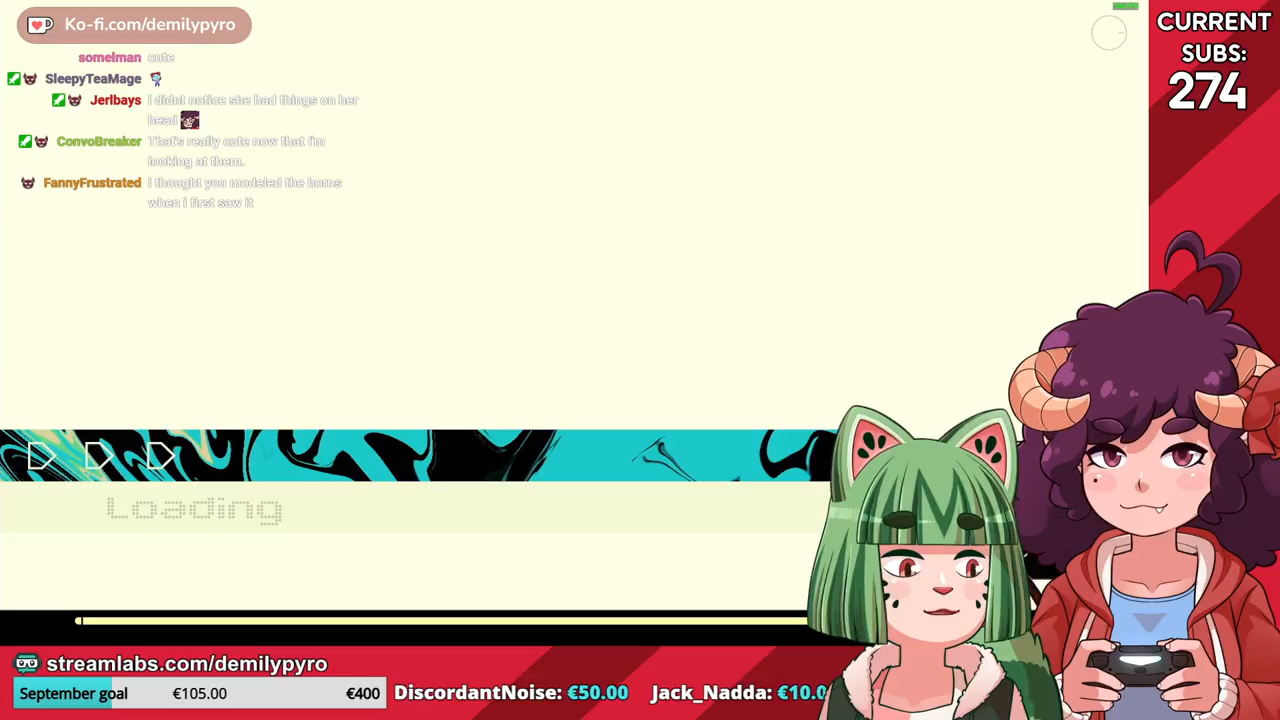 Ko-fi.com/demilypyro
someIman cute
SleepyTeaMage
Jerlbays I didnt notice she had things on her
head
ConvoBreaker That's really cute now that i'm
looking at them.
FannyFrustrated i thought you modeled the horns
when i first saw it
CURRENT
SUBS:
274
Loading
streamlabs.com/demilypyro
September goal €105.00 €400
DiscordantNoise: €50.00 Jack_Nadda: €10.0